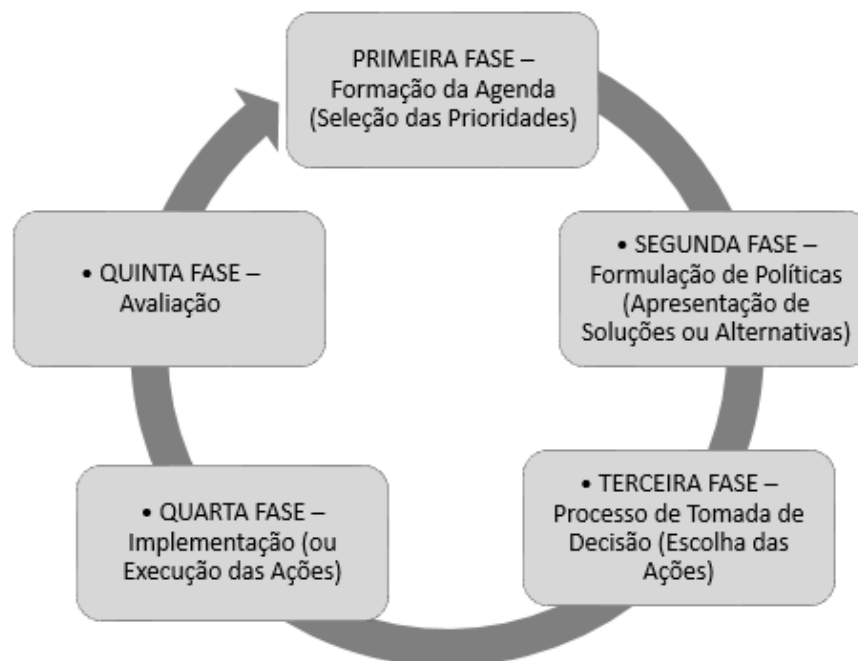 PRIMEIRA FASE –
Formação da Agenda
(Seleção das Prioridades)
• SEGUNDA FASE –
Formulação de Políticas
(Apresentação de
Soluções ou Alternativas)
• TERCEIRA FASE –
Processo de Tomada de
Decisão (Escolha das
Ações)
• QUARTA FASE –
Implementação (ou
Execução das Ações)
• QUINTA FASE –
Avaliação